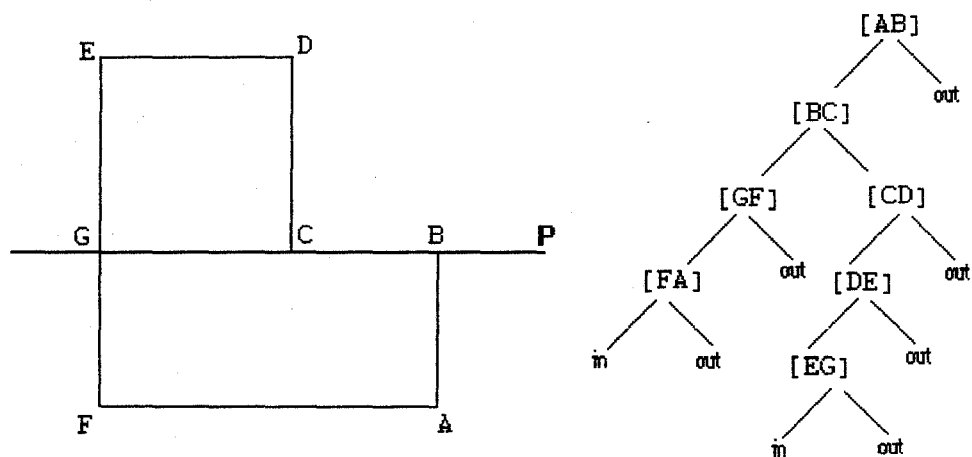 E D
G C B P
F A
[AB]
out
[BC]
[GF] [CD]
out out
[FA] [DE]
in out out
[EG]
in out